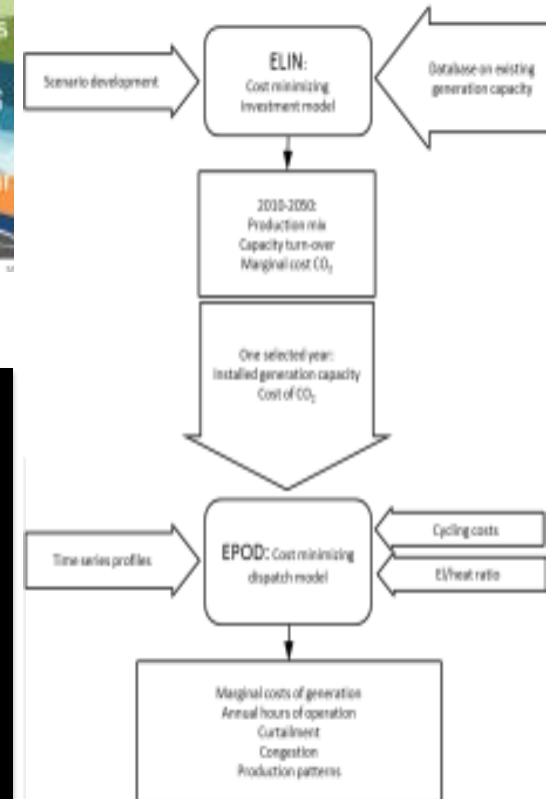 Scenario development
ELIN:
Cost minimizing
Investment model
Database on existing
generation capacity
2010-2050:
Production mix
Capacity turn-over
Marginal cost CO₂
One selected year:
Installed generation capacity
Cost of CO₂
Time series profiles
EPOD: Cost minimizing
dispatch model
Cycling costs
El/heat ratio
Marginal costs of generation
Annual hours of operation
Curtailment
Congestion
Production patterns